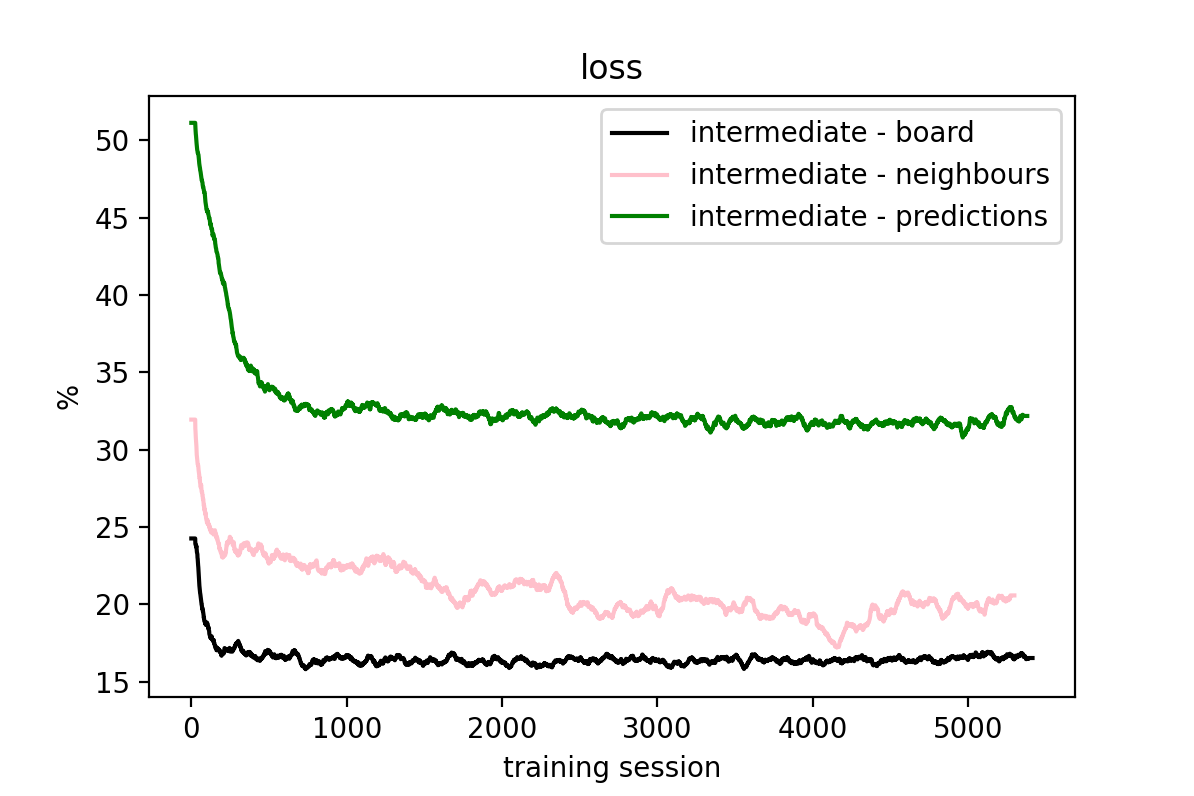 loss
intermediate - board
intermediate - neighbours
intermediate - predictions
%
50
45
40
35
30
25
20
15
0 1000 2000 3000 4000 5000
training session